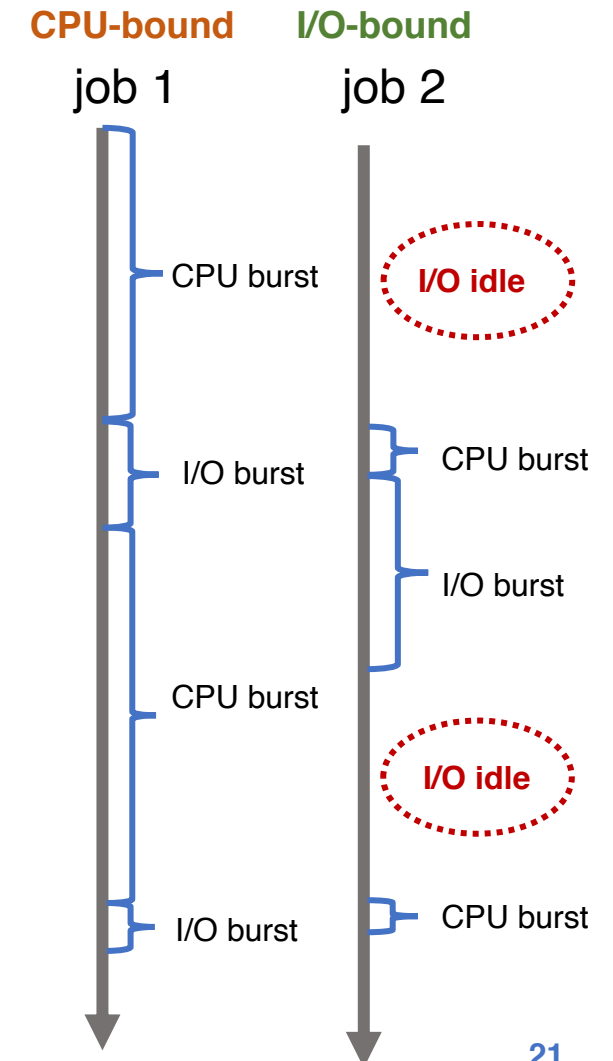 CPU-bound I/O-bound
job 1 job 2
CPU burst
I/O idle
I/O burst
CPU burst
I/O burst
CPU burst
I/O idle
I/O burst
CPU burst
21